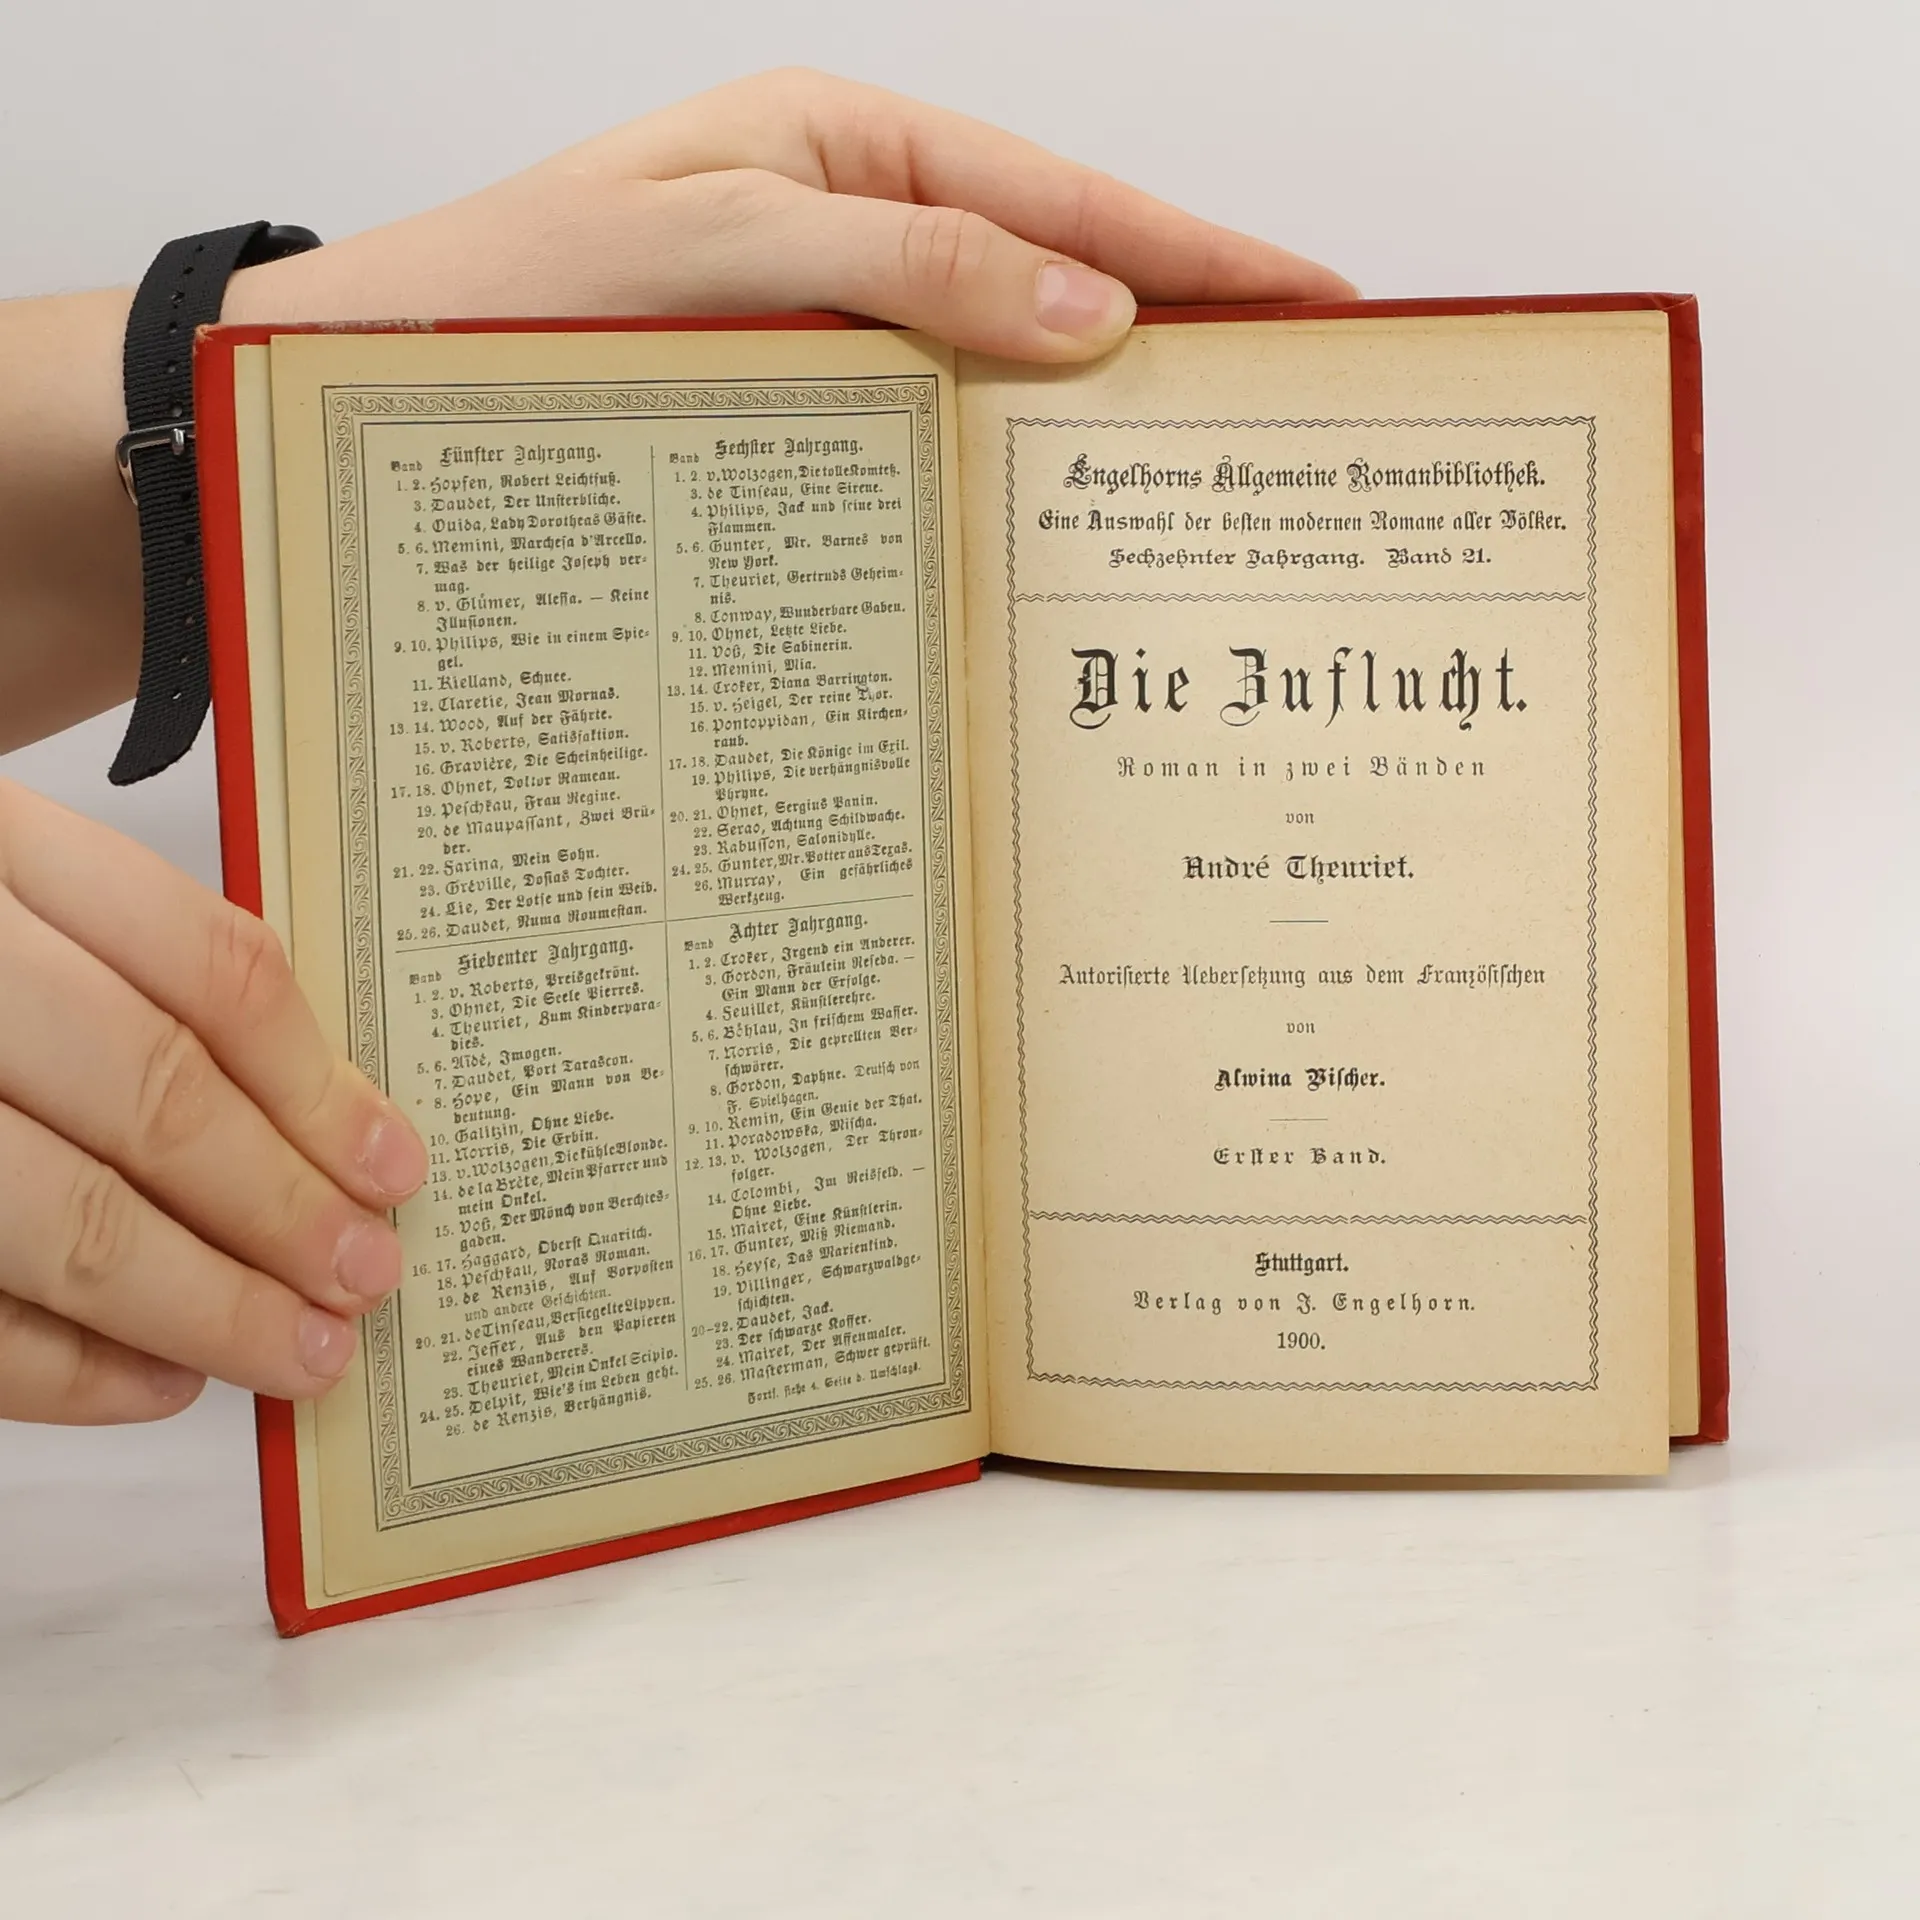 Fünfter Jahrgang.
Band
1. 2. Hopfen, Robert Leichtfuß.
3. Daudet, Der Unsterbliche.
4. Ouida, Lady Dorotheas Gäste.
5. 6. Memini, Marchesa d'Arcello.
7. Was der heilige Joseph ver-
mag.
8. v. Glümer, Alessa. — Keine
Illusionen.
9. 10. Philips, Wie in einem Spie-
gel.
11. Kielland, Schnee.
12. Claretie, Jean Mornas.
13. 14. Wood, Auf der Fährte.
15. v. Roberts, Satisfaktion.
16. Gravière, Die Scheinheilige.
17. 18. Ohnet, Doktor Rameau.
19. Peschkau, Frau Regine.
20. de Maupassant, Zwei Brü-
der.
21. 22. Farina, Mein Sohn.
23. Gréville, Dosias Tochter.
24. Lie, Der Lotse und sein Weib.
25. 26. Daudet, Numa Roumestan.
Sechster Jahrgang.
Band
1. 2. v. Wolzogen, Die tolle Komteß.
3. de Tinseau, Eine Sirene.
4. Philips, Jack und seine drei
Flammen.
5. 6. Gunter, Mr. Barnes von
New York.
7. Theuriet, Gertruds Geheim-
nis.
8. Conway, Wunderbare Gaben.
9. 10. Ohnet, Letzte Liebe.
11. Voß, Die Sabinerin.
12. Memini, Mia.
13. 14. Croker, Diana Barrington.
15. v. Heigel, Der reine Thor.
16. Pontoppidan, Ein Kirchen-
raub.
17. 18. Daudet, Die Könige im Exil.
19. Philips, Die verhängnisvolle
Phryne.
20. 21. Ohnet, Sergius Panin.
22. Serao, Achtung Schildwache.
23. Rabusson, Salonidylle.
24. 25. Gunter, Mr. Potter aus Texas.
26. Murray, Ein gefährliches
Werkzeug.
Siebenter Jahrgang.
Band
1. 2. v. Roberts, Preisgekrönt.
3. Ohnet, Die Seele Pierres.
4. Theuriet, Zum Kinderpara-
dies.
5. 6. Aïdé, Imogen.
7. Daudet, Port Tarascon.
8. Hope, Ein Mann von Be-
deutung.
10. Galitzin, Ohne Liebe.
11. Norris, Die Erbin.
13. v. Wolzogen, Die kühle Blonde.
14. de la Brète, Mein Pfarrer und
mein Onkel.
15. Voß, Der Mönch von Berchtes-
gaden.
16. 17. Haggard, Oberst Quaritch.
18. Peschkau, Noras Roman.
19. de Renzis, Auf Vorposten
und andere Geschichten.
20. 21. de Tinseau, Versiegelte Lippen.
22. Jeffer, Aus den Papieren
eines Wanderers.
23. Theuriet, Mein Onkel Scipio.
24. 25. Delpit, Wie's im Leben geht.
26. de Renzis, Verhängnis.
Achter Jahrgang.
Band
1. 2. Croker, Irgend ein Anderer.
3. Gordon, Fräulein Reseda. —
Ein Mann der Erfolge.
4. Feuillet, Künstlerehre.
5. 6. Böhlau, In frischem Wasser.
7. Norris, Die geprellten Ver-
schwörer.
8. Gordon, Daphne. Deutsch von
F. Spielhagen.
9. 10. Remin, Ein Genie der That.
11. Poradowska, Mischa.
12. 13. v. Wolzogen, Der Thron-
folger.
14. Colombi, Im Reisfeld. —
Ohne Liebe.
15. Mairet, Eine Künstlerin.
16. 17. Gunter, Miß Niemand.
18. Heyse, Das Marienkind.
19. Villinger, Schwarzwaldge-
schichten.
20–22. Daudet, Jack.
23. Der schwarze Koffer.
24. Mairet, Der Affenmaler.
25. 26. Masterman, Schwer geprüft.
Forts. siehe 4. Seite d. Umschlags.
Engelhorns Allgemeine Romanbibliothek.
Eine Auswahl der besten modernen Romane aller Völker.
Sechzehnter Jahrgang. Band 21.
Die Zuflucht.
Roman in zwei Bänden
von
André Theuriet.
Autorisierte Uebersetzung aus dem Französischen
von
Alwina Vischer.
Erster Band.
Stuttgart.
Verlag von J. Engelhorn.
1900.